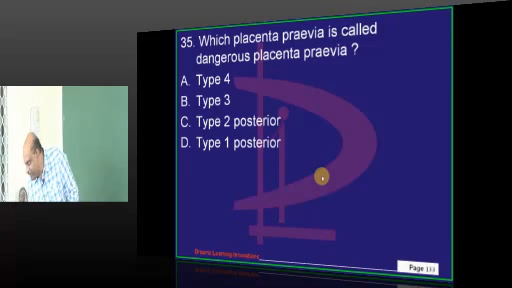 35. Which placenta praevia is called
dangerous placenta praevia ?
A. Type 4
B. Type 3
C. Type 2 posterior
D. Type 1 posterior
Page 133